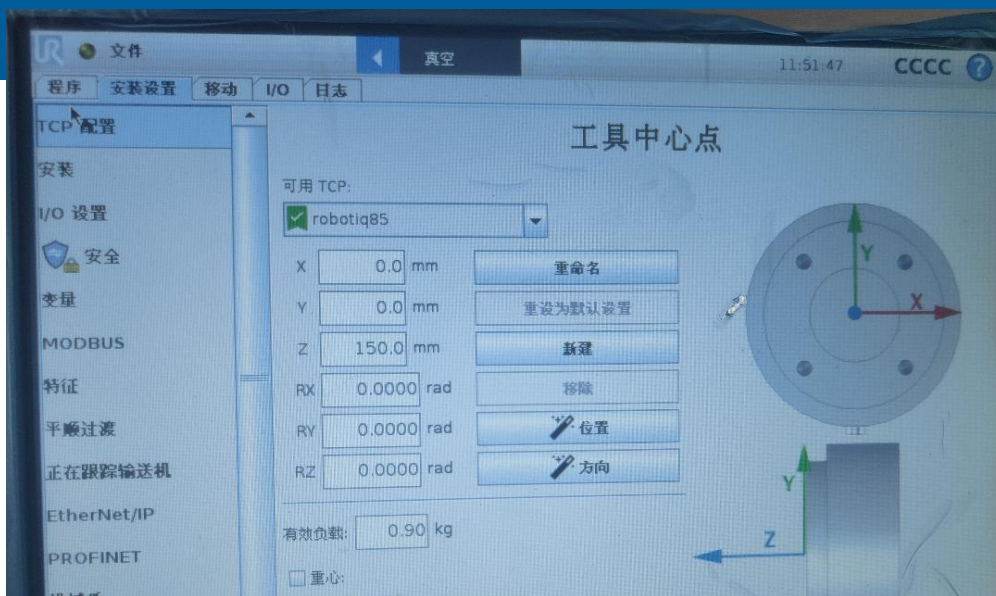 文件
真空
11:51:47
CCCC
?
程序 安装设置 移动 I/O 日志
TCP 配置
安装
I/O 设置
安全
变量
MODBUS
特征
平顺过渡
正在跟踪输送机
EtherNet/IP
PROFINET
工具中心点
可用 TCP:
robotiq85
X 0.0 mm
重命名
Y 0.0 mm
重设为默认设置
Z 150.0 mm
新建
RX 0.0000 rad
移除
RY 0.0000 rad
位置
RZ 0.0000 rad
方向
有效负载: 0.90 kg
重心:
Y
X
Y
Z